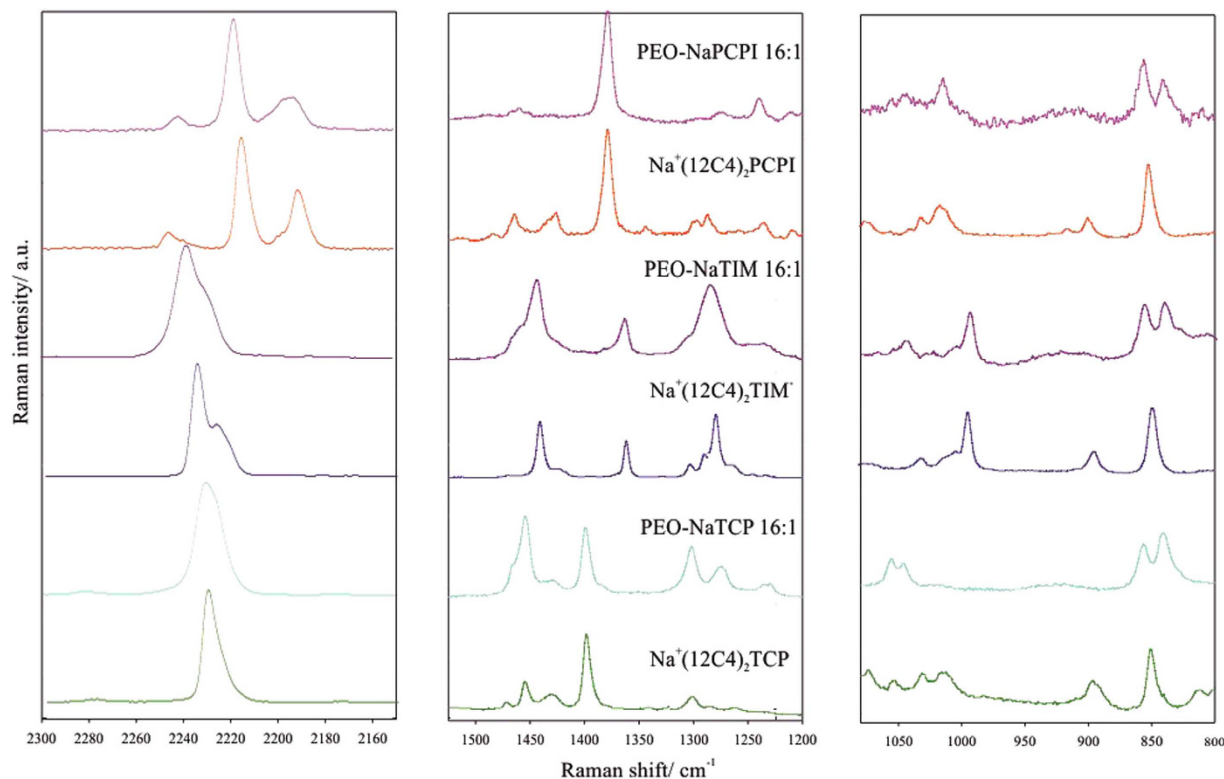 Raman intensity/ a.u.
PEO-NaPCPI 16:1
Na⁺(12C4)₂PCPI
PEO-NaTIM 16:1
Na⁺(12C4)₂TIM⁻
PEO-NaTCP 16:1
Na⁺(12C4)₂TCP
2300 2280 2260 2240 2220 2200 2180 2160
1500 1450 1400 1350 1300 1250 1200
1050 1000 950 900 850 800
Raman shift/ cm⁻¹